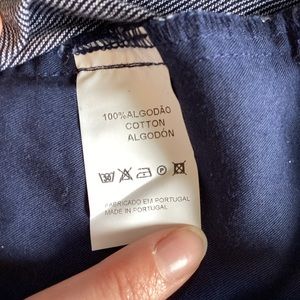 100%ALGODÃO
COTTON
ALGODÓN
FABRICADO EM PORTUGAL
MADE IN PORTUGAL